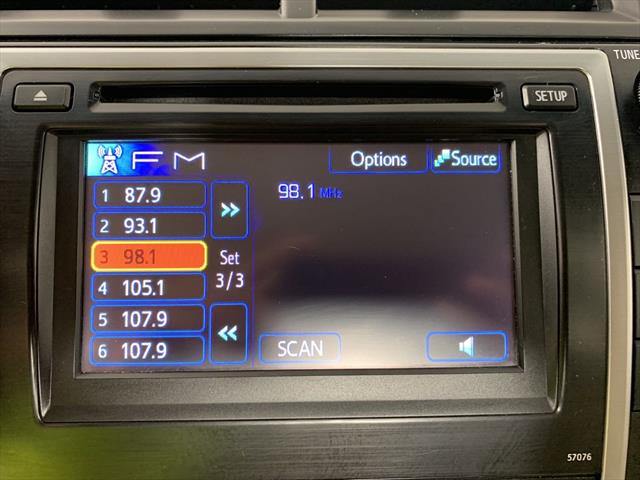 TUNE
SETUP
FM
Options
Source
1 87.9
98.1 MHz
2 93.1
3 98.1
Set
3/3
4 105.1
5 107.9
6 107.9
SCAN
57076